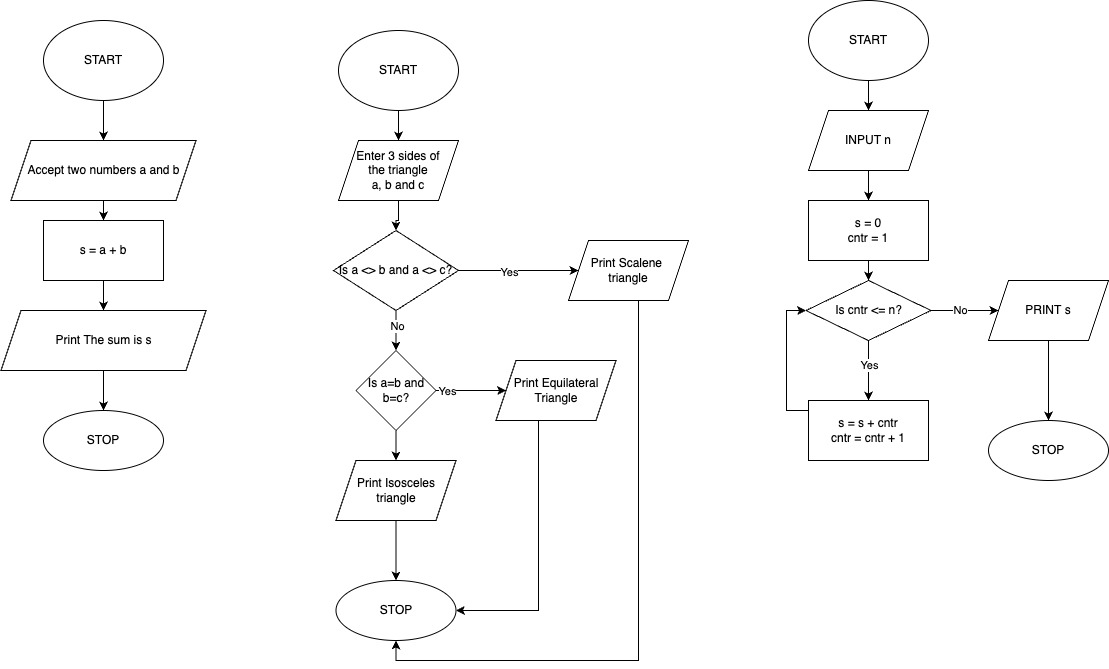 START
Accept two numbers a and b
s = a + b
Print The sum is s
STOP
START
Enter 3 sides of
the triangle
a, b and c
Is a <> b and a <> c?
Yes
Print Scalene
triangle
No
Is a=b and
b=c?
Yes
Print Equilateral
Triangle
Print Isosceles
triangle
STOP
START
INPUT n
s = 0
cntr = 1
Is cntr <= n?
No
PRINT s
Yes
s = s + cntr
cntr = cntr + 1
STOP